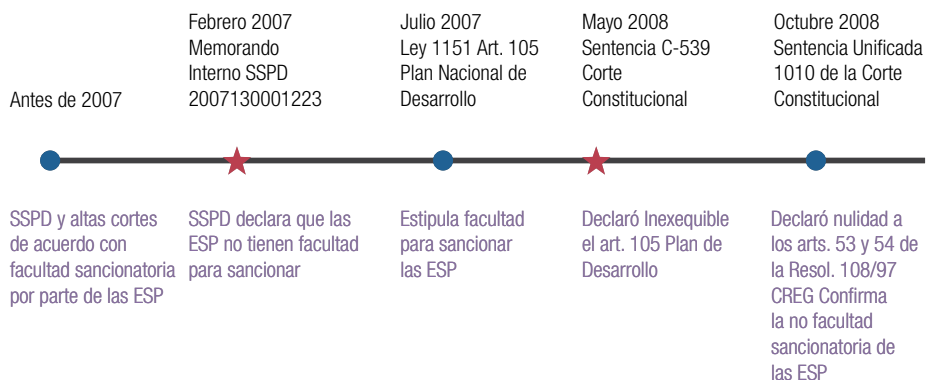 Antes de 2007
Febrero 2007
Memorando
Interno SSPD
2007130001223
Julio 2007
Ley 1151 Art. 105
Plan Nacional de
Desarrollo
Mayo 2008
Sentencia C-539
Corte
Constitucional
Octubre 2008
Sentencia Unificada
1010 de la Corte
Constitucional
SSPD y altas cortes
de acuerdo con
facultad sancionatoria
por parte de las ESP
SSPD declara que las
ESP no tienen facultad
para sancionar
Estipula facultad
para sancionar
las ESP
Declaró Inexequible
el art. 105 Plan de
Desarrollo
Declaró nulidad a
los arts. 53 y 54 de
la Resol. 108/97
CREG Confirma
la no facultad
sancionatoria de
las ESP